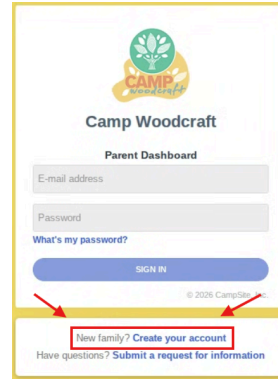 CAMP
woodcraft
Camp Woodcraft
Parent Dashboard
E-mail address
Password
What's my password?
SIGN IN
© 2026 CampSite, Inc.
New family? Create your account
Have questions? Submit a request for information